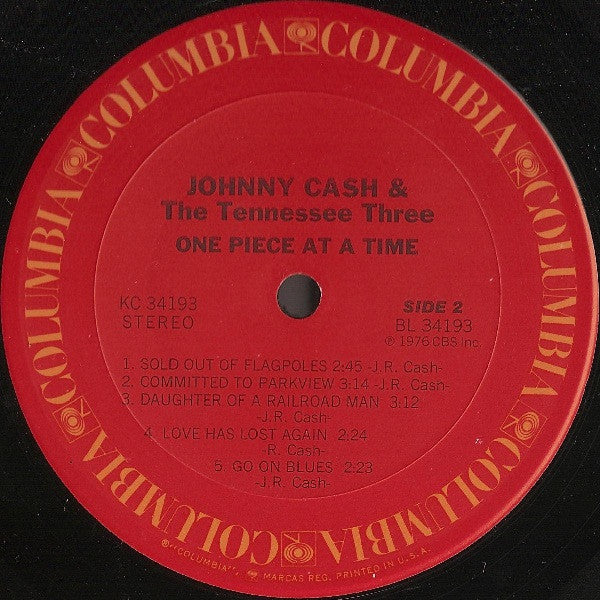 COLUMBIA COLUMBIA COLUMBIA COLUMBIA COLUMBIA COLUMBIA
JOHNNY CASH &
The Tennessee Three
ONE PIECE AT A TIME
KC 34193
STEREO
SIDE 2
BL 34193
℗ 1976 CBS Inc.
1. SOLD OUT OF FLAGPOLES 2:45 -J.R. Cash-
2. COMMITTED TO PARKVIEW 3:14 -J.R. Cash-
3. DAUGHTER OF A RAILROAD MAN 3:12
-J.R. Cash-
4. LOVE HAS LOST AGAIN 2:24
-R. Cash-
5. GO ON BLUES 2:23
-J.R. Cash-
®"COLUMBIA", MARCAS REG. PRINTED IN U.S.A.